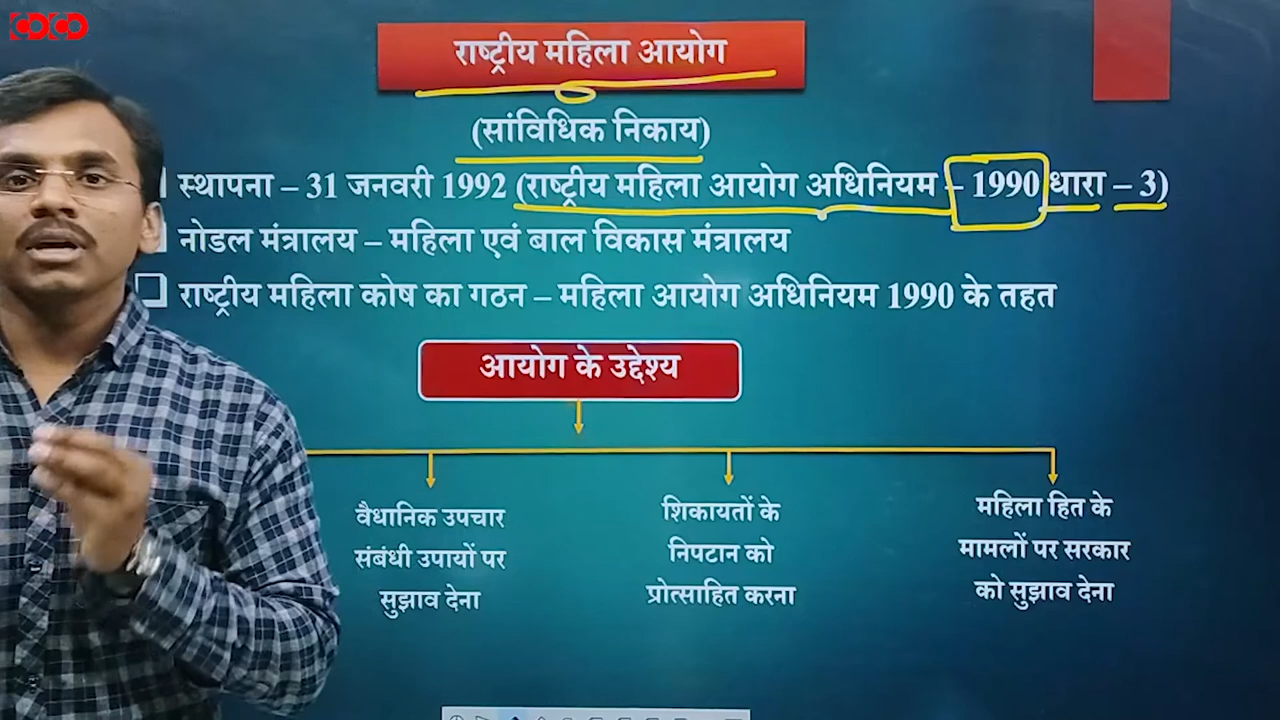 राष्ट्रीय महिला आयोग
(सांविधिक निकाय)
स्थापना – 31 जनवरी 1992 (राष्ट्रीय महिला आयोग अधिनियम – 1990 धारा – 3)
नोडल मंत्रालय – महिला एवं बाल विकास मंत्रालय
राष्ट्रीय महिला कोष का गठन – महिला आयोग अधिनियम 1990 के तहत
आयोग के उद्देश्य
वैधानिक उपचार
संबंधी उपायों पर
सुझाव देना
शिकायतों के
निपटान को
प्रोत्साहित करना
महिला हित के
मामलों पर सरकार
को सुझाव देना